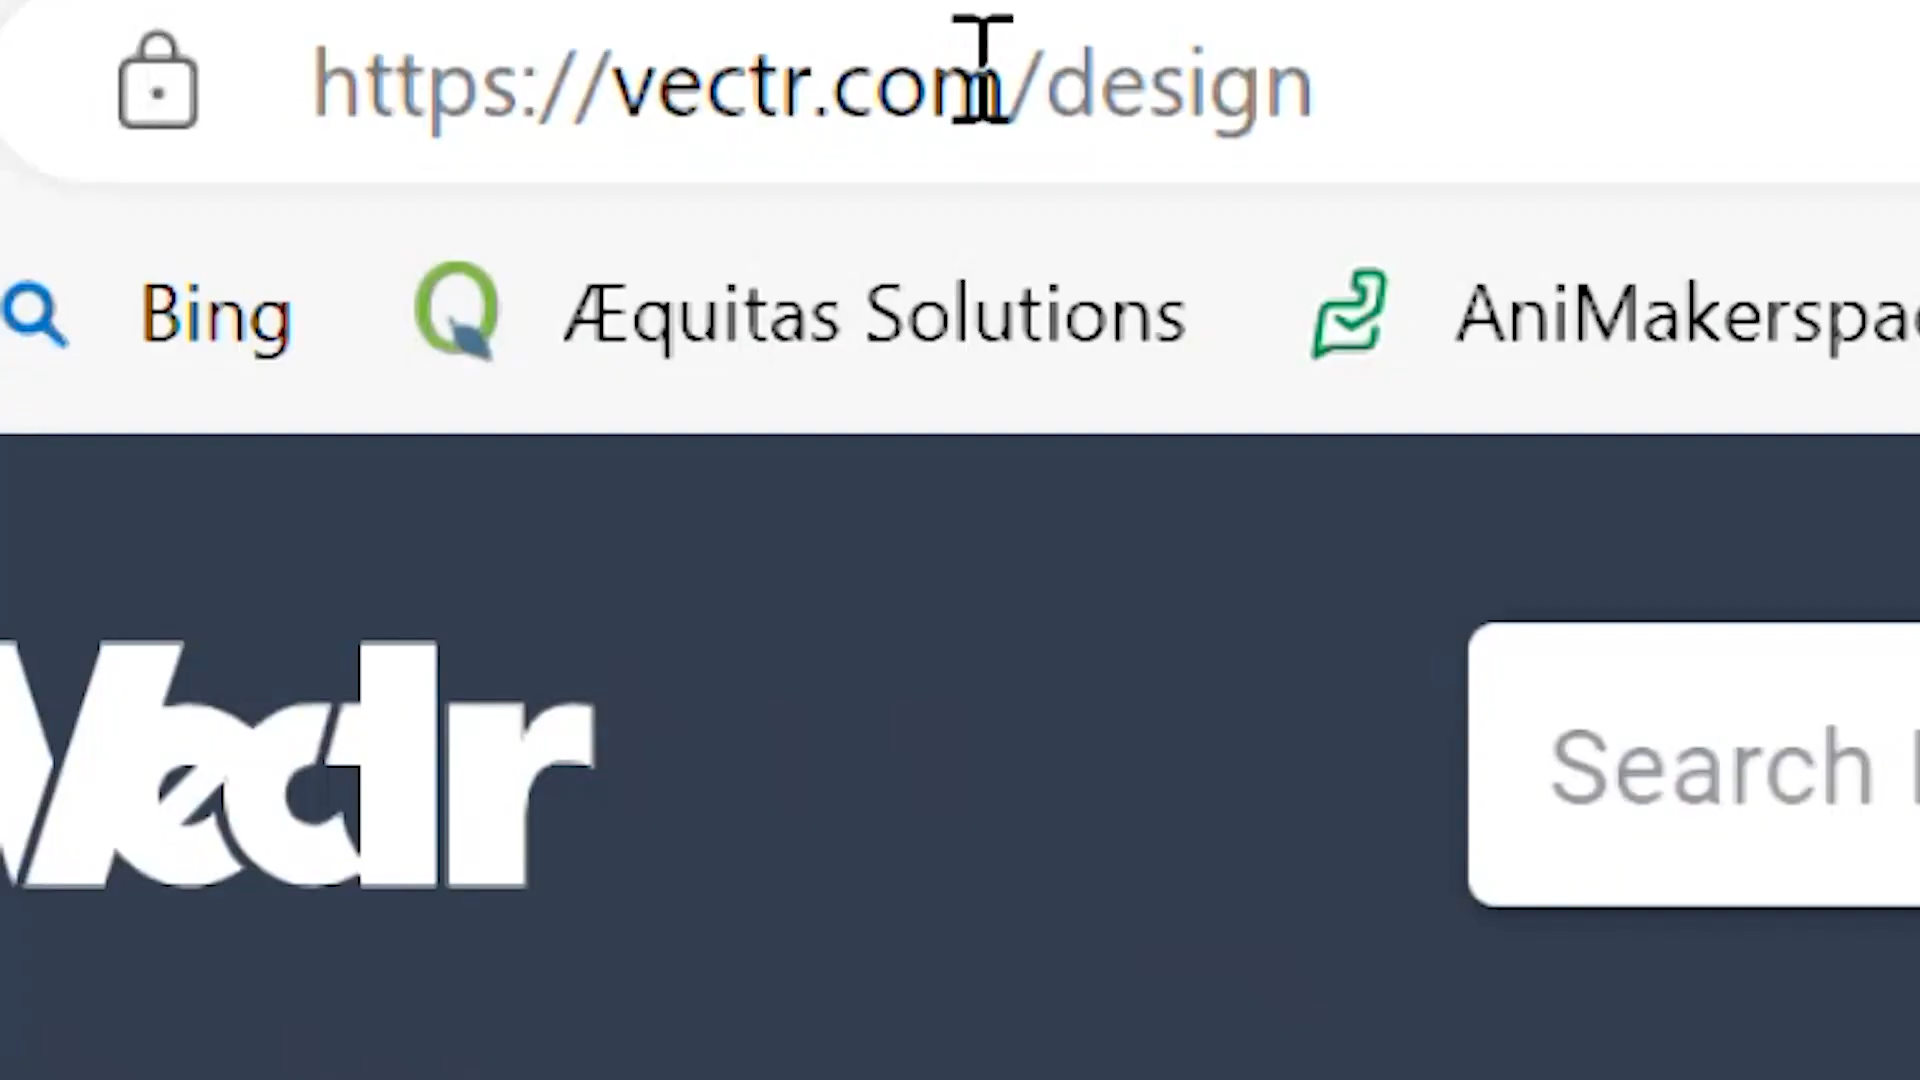 https://vectr.com/design
Bing ÆQuitas Solutions AniMakerspa
Vectr
Search